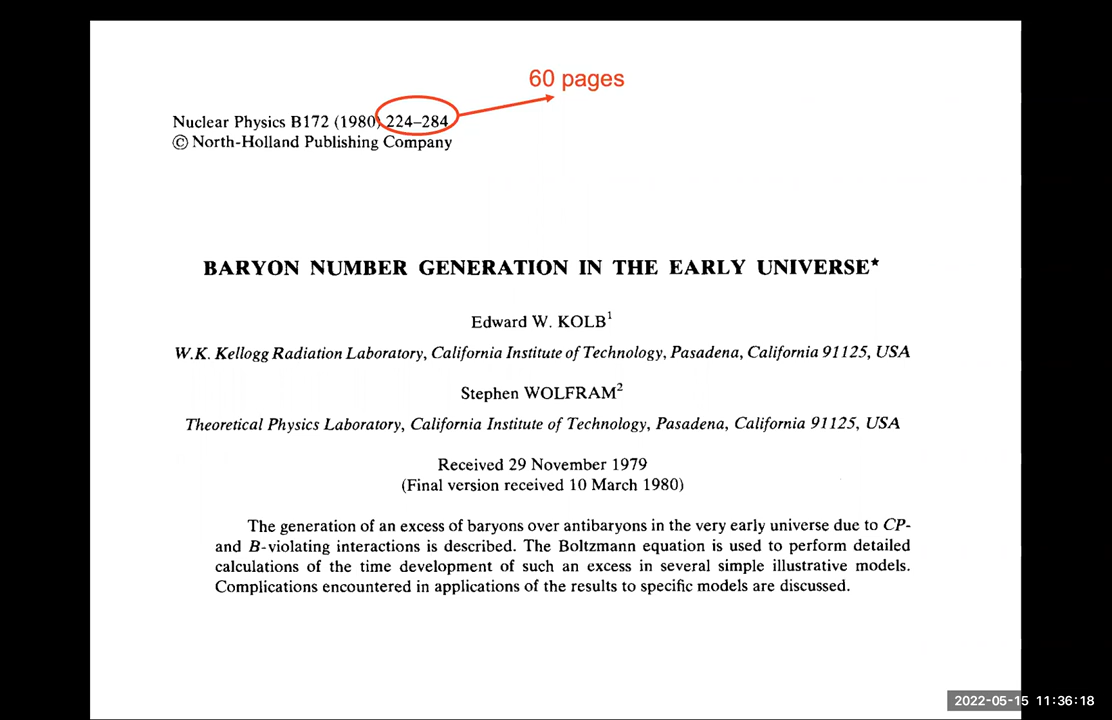 60 pages
Nuclear Physics B172 (1980) 224–284
© North-Holland Publishing Company
BARYON NUMBER GENERATION IN THE EARLY UNIVERSE*
Edward W. KOLB¹
W.K. Kellogg Radiation Laboratory, California Institute of Technology, Pasadena, California 91125, USA
Stephen WOLFRAM²
Theoretical Physics Laboratory, California Institute of Technology, Pasadena, California 91125, USA
Received 29 November 1979
(Final version received 10 March 1980)
The generation of an excess of baryons over antibaryons in the very early universe due to CP-
and B-violating interactions is described. The Boltzmann equation is used to perform detailed
calculations of the time development of such an excess in several simple illustrative models.
Complications encountered in applications of the results to specific models are discussed.
2022-05-15 11:36:18